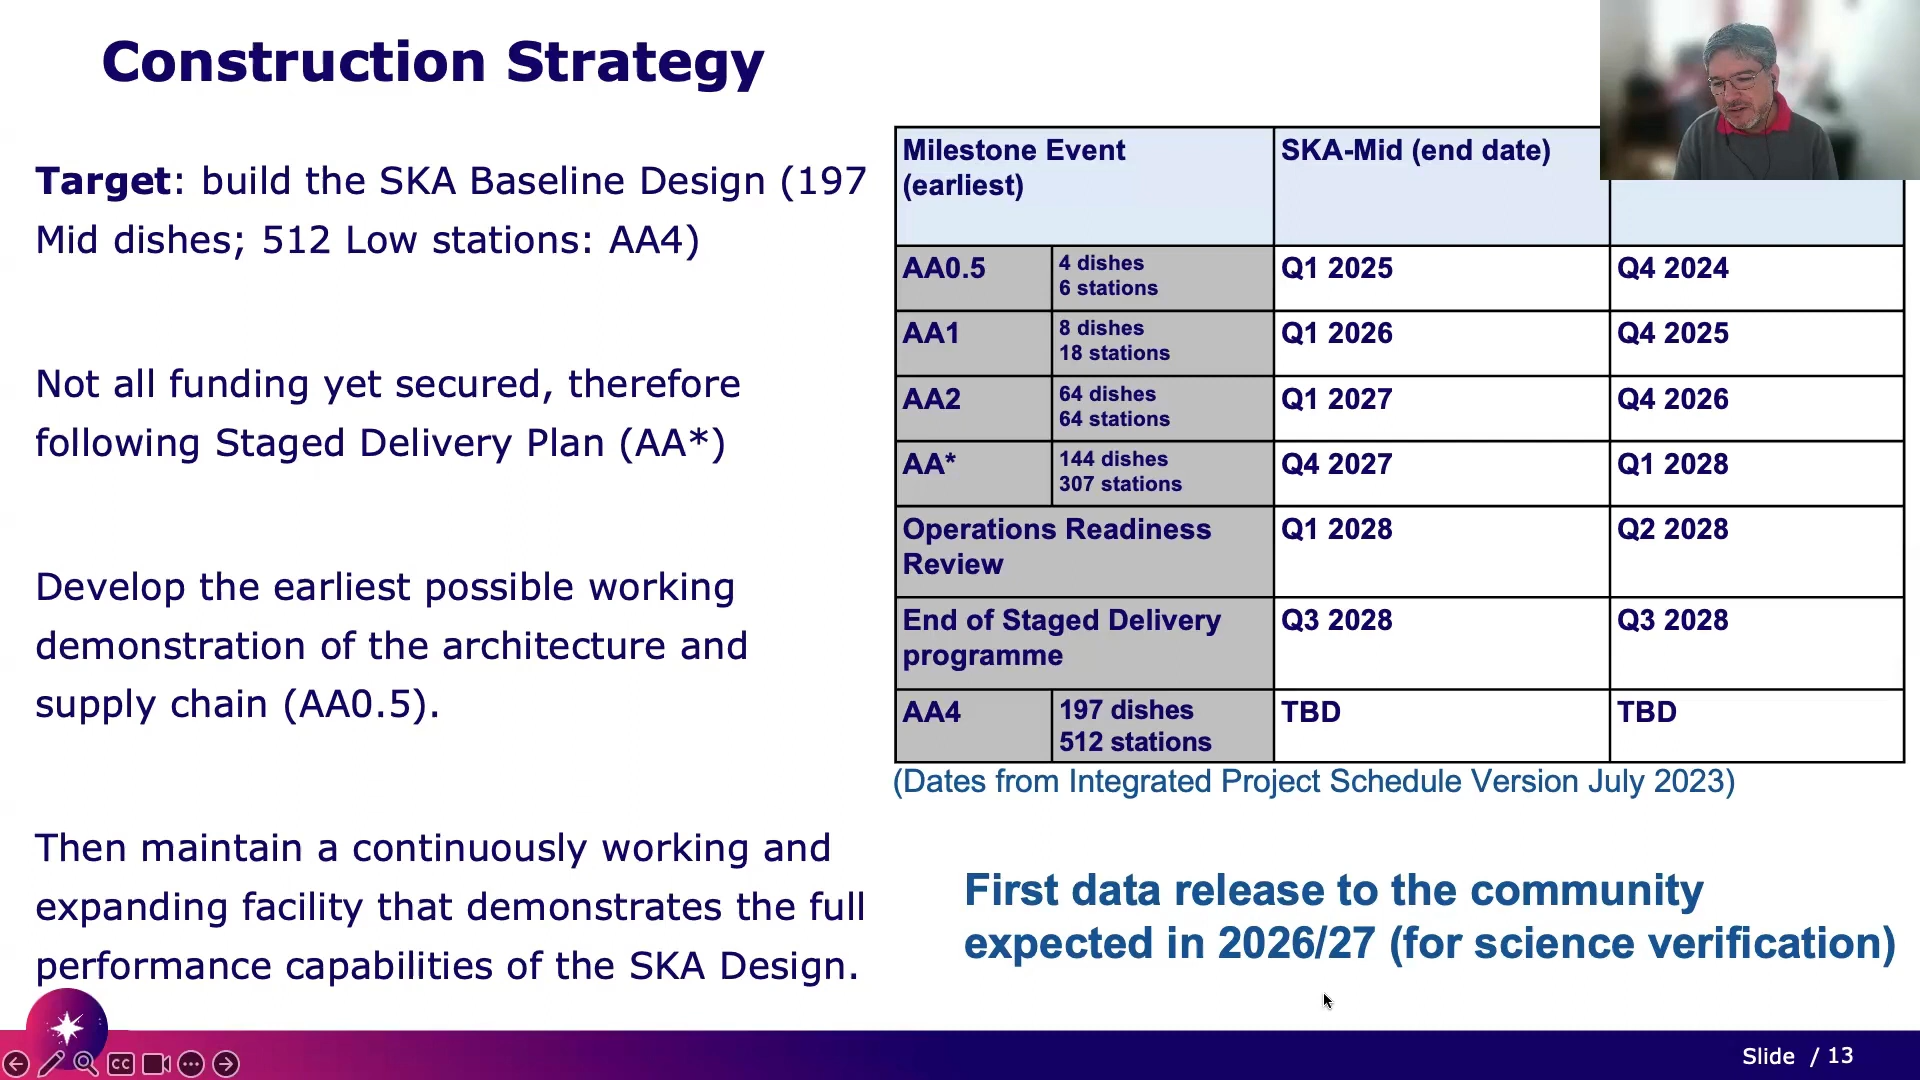 Construction Strategy
Target: build the SKA Baseline Design (197
Mid dishes; 512 Low stations: AA4)
Not all funding yet secured, therefore
following Staged Delivery Plan (AA*)
Develop the earliest possible working
demonstration of the architecture and
supply chain (AA0.5).
Then maintain a continuously working and
expanding facility that demonstrates the full
performance capabilities of the SKA Design.
Milestone Event
(earliest)
SKA-Mid (end date)
AA0.5
4 dishes
6 stations
Q1 2025
Q4 2024
AA1
8 dishes
18 stations
Q1 2026
Q4 2025
AA2
64 dishes
64 stations
Q1 2027
Q4 2026
AA*
144 dishes
307 stations
Q4 2027
Q1 2028
Operations Readiness
Review
Q1 2028
Q2 2028
End of Staged Delivery
programme
Q3 2028
Q3 2028
AA4
197 dishes
512 stations
TBD
TBD
(Dates from Integrated Project Schedule Version July 2023)
First data release to the community
expected in 2026/27 (for science verification)
CC
Slide / 13